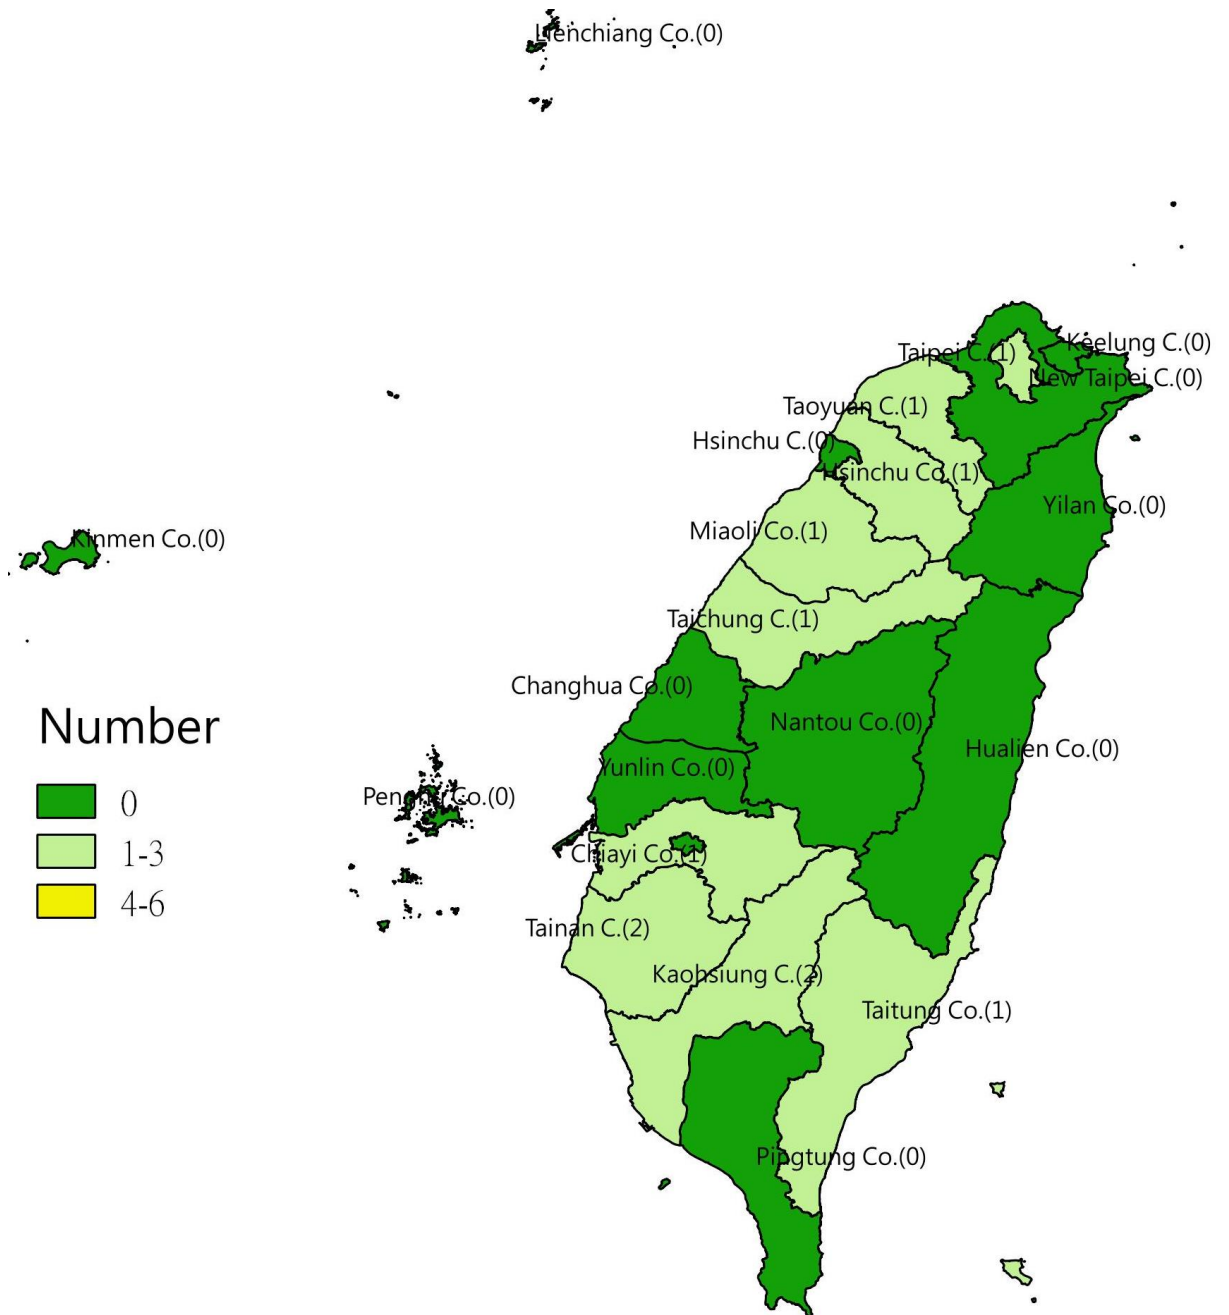 Lienchiang Co.(0)
Keelung C.(0)
Taipei C.(1)
New Taipei C.(0)
Taoyuan C.(1)
Hsinchu C.(0)
Hsinchu Co.(1)
Yilan Co.(0)
Miaoli Co.(1)
Kinmen Co.(0)
Taichung C.(1)
Changhua Co.(0)
Nantou Co.(0)
Hualien Co.(0)
Yunlin Co.(0)
Penghu Co.(0)
Chiayi Co.(1)
Tainan C.(2)
Kaohsiung C.(2)
Taitung Co.(1)
Pingtung Co.(0)
Number
0
1-3
4-6